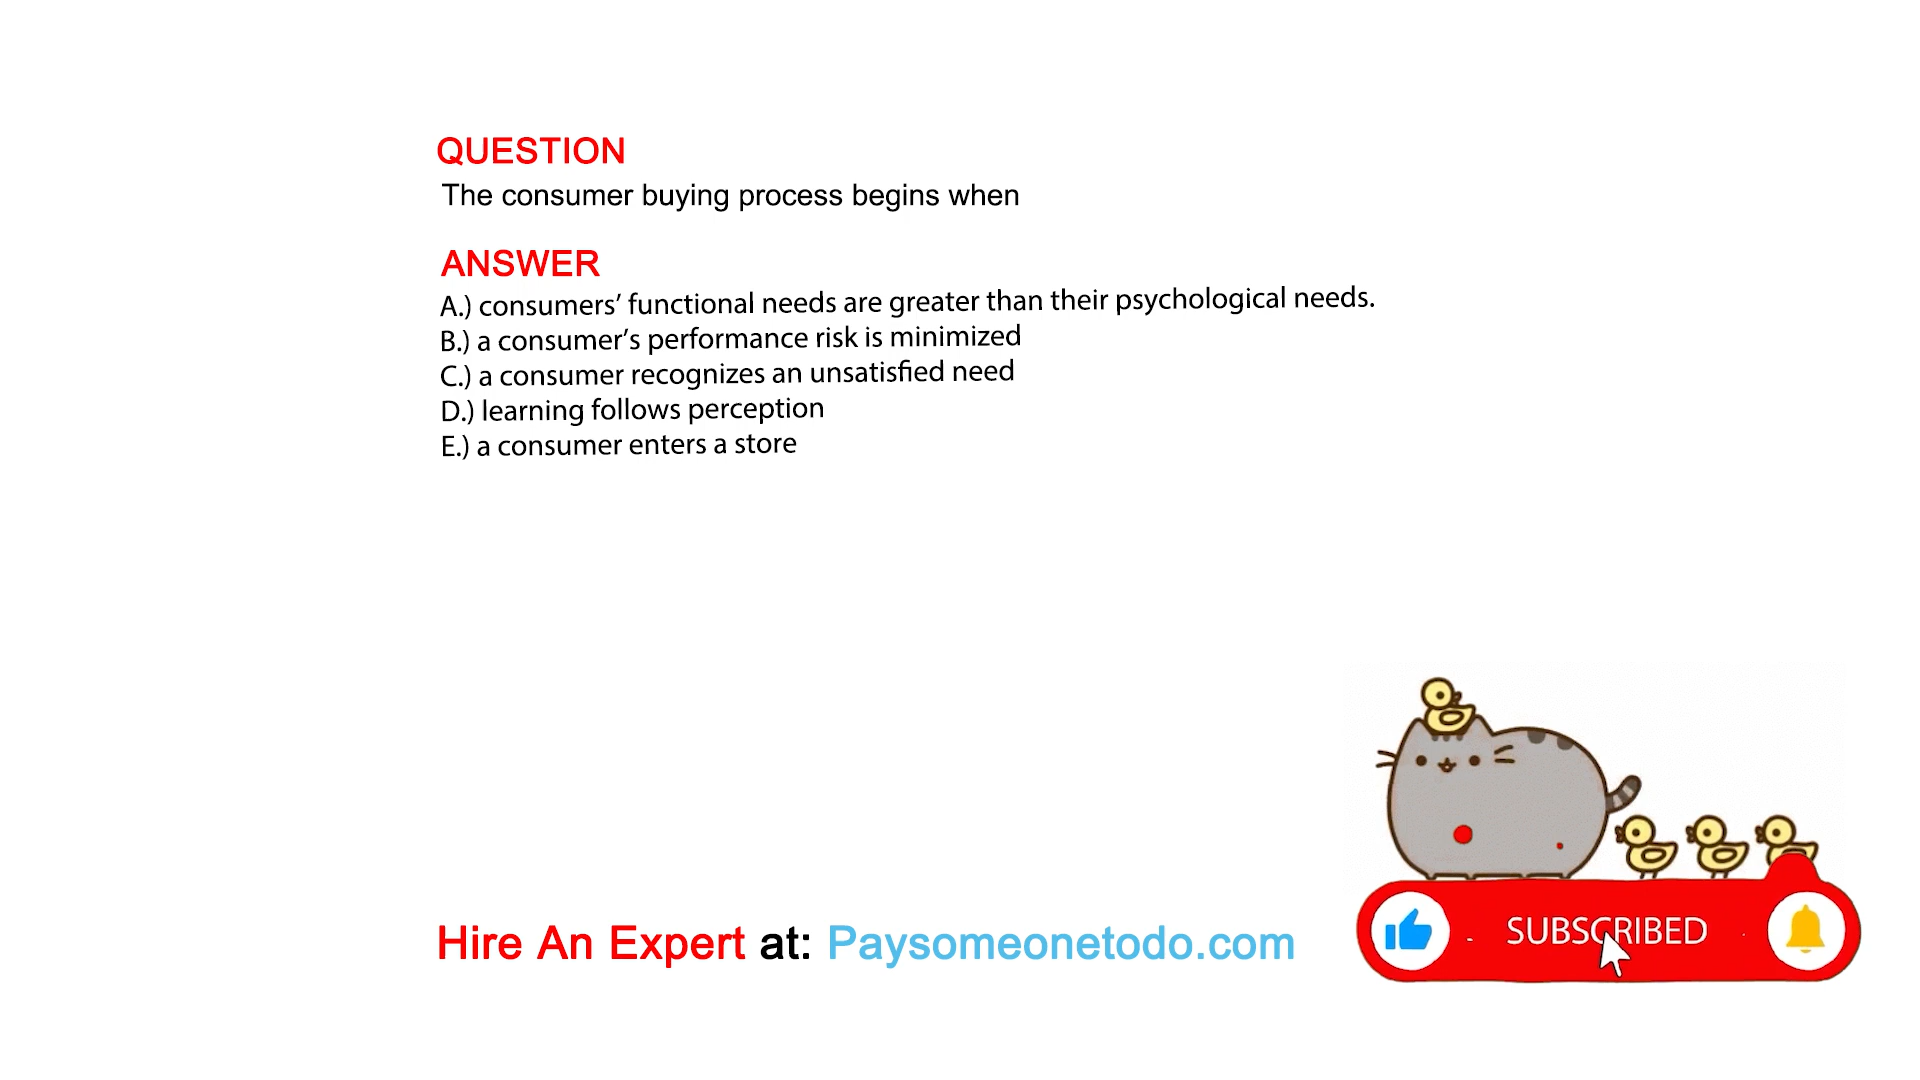 QUESTION
The consumer buying process begins when
ANSWER
A.) consumers’ functional needs are greater than their psychological needs.
B.) a consumer’s performance risk is minimized
C.) a consumer recognizes an unsatisfied need
D.) learning follows perception
E.) a consumer enters a store
Hire An Expert at: Paysomeonetodo.com
SUBSCRIBED